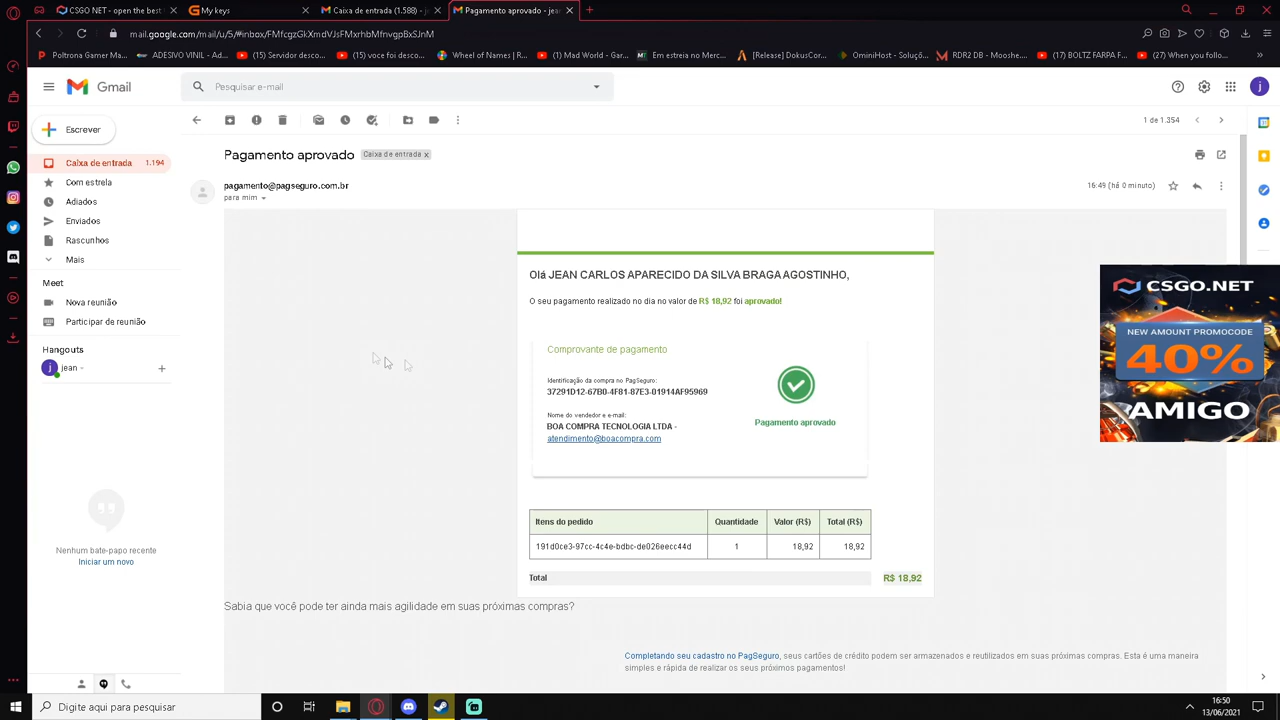 CSGO.NET - open the best
My keys
Caixa de entrada (1.588) - j
Pagamento aprovado - jean
mail.google.com/mail/u/5/#inbox/FMfcgzGkXmdVJsFMxrhbMfnvgpBxSJnM
Poltrona Gamer Ma...
ADESIVO VINIL - Ad...
(15) Servidor desco...
(15) voce foi desco...
Wheel of Names | R...
(1) Mad World - Gar...
Em estreia no Merc...
[Release] DokusCor...
OminiHost - Soluçõ...
RDR2 DB - Mooshe...
(17) BOLTZ FARPA F...
(27) When you follo...
Gmail
Pesquisar e-mail
Escrever
1 de 1.354
Caixa de entrada 1.194
Com estrela
Adiados
Enviados
Rascunhos
Mais
Meet
Nova reunião
Participar de reunião
Hangouts
jean
Nenhum bate-papo recente
Iniciar um novo
Pagamento aprovado
Caixa de entrada x
pagamento@pagseguro.com.br
16:49 (há 0 minuto)
para mim
Olá JEAN CARLOS APARECIDO DA SILVA BRAGA AGOSTINHO,
O seu pagamento realizado no dia no valor de R$ 18,92 foi aprovado!
Comprovante de pagamento
Identificação da compra no PagSeguro:
37291D12-67B0-4F81-87E3-01914AF95969
Nome do vendedor e e-mail:
BOA COMPRA TECNOLOGIA LTDA -
atendimento@boacompra.com
Pagamento aprovado
Itens do pedido Quantidade Valor (R$) Total (R$)
191d0ce3-97cc-4c4e-bdbc-de026eecc44d 1 18,92 18,92
Total R$ 18,92
Sabia que você pode ter ainda mais agilidade em suas próximas compras?
Completando seu cadastro no PagSeguro, seus cartões de crédito podem ser armazenados e reutilizados em suas próximas compras. Esta é uma maneira
simples e rápida de realizar os seus próximos pagamentos!
CSGO.NET
NEW AMOUNT PROMOCODE
40%
AMIGO
Digite aqui para pesquisar
16:50
13/06/2021